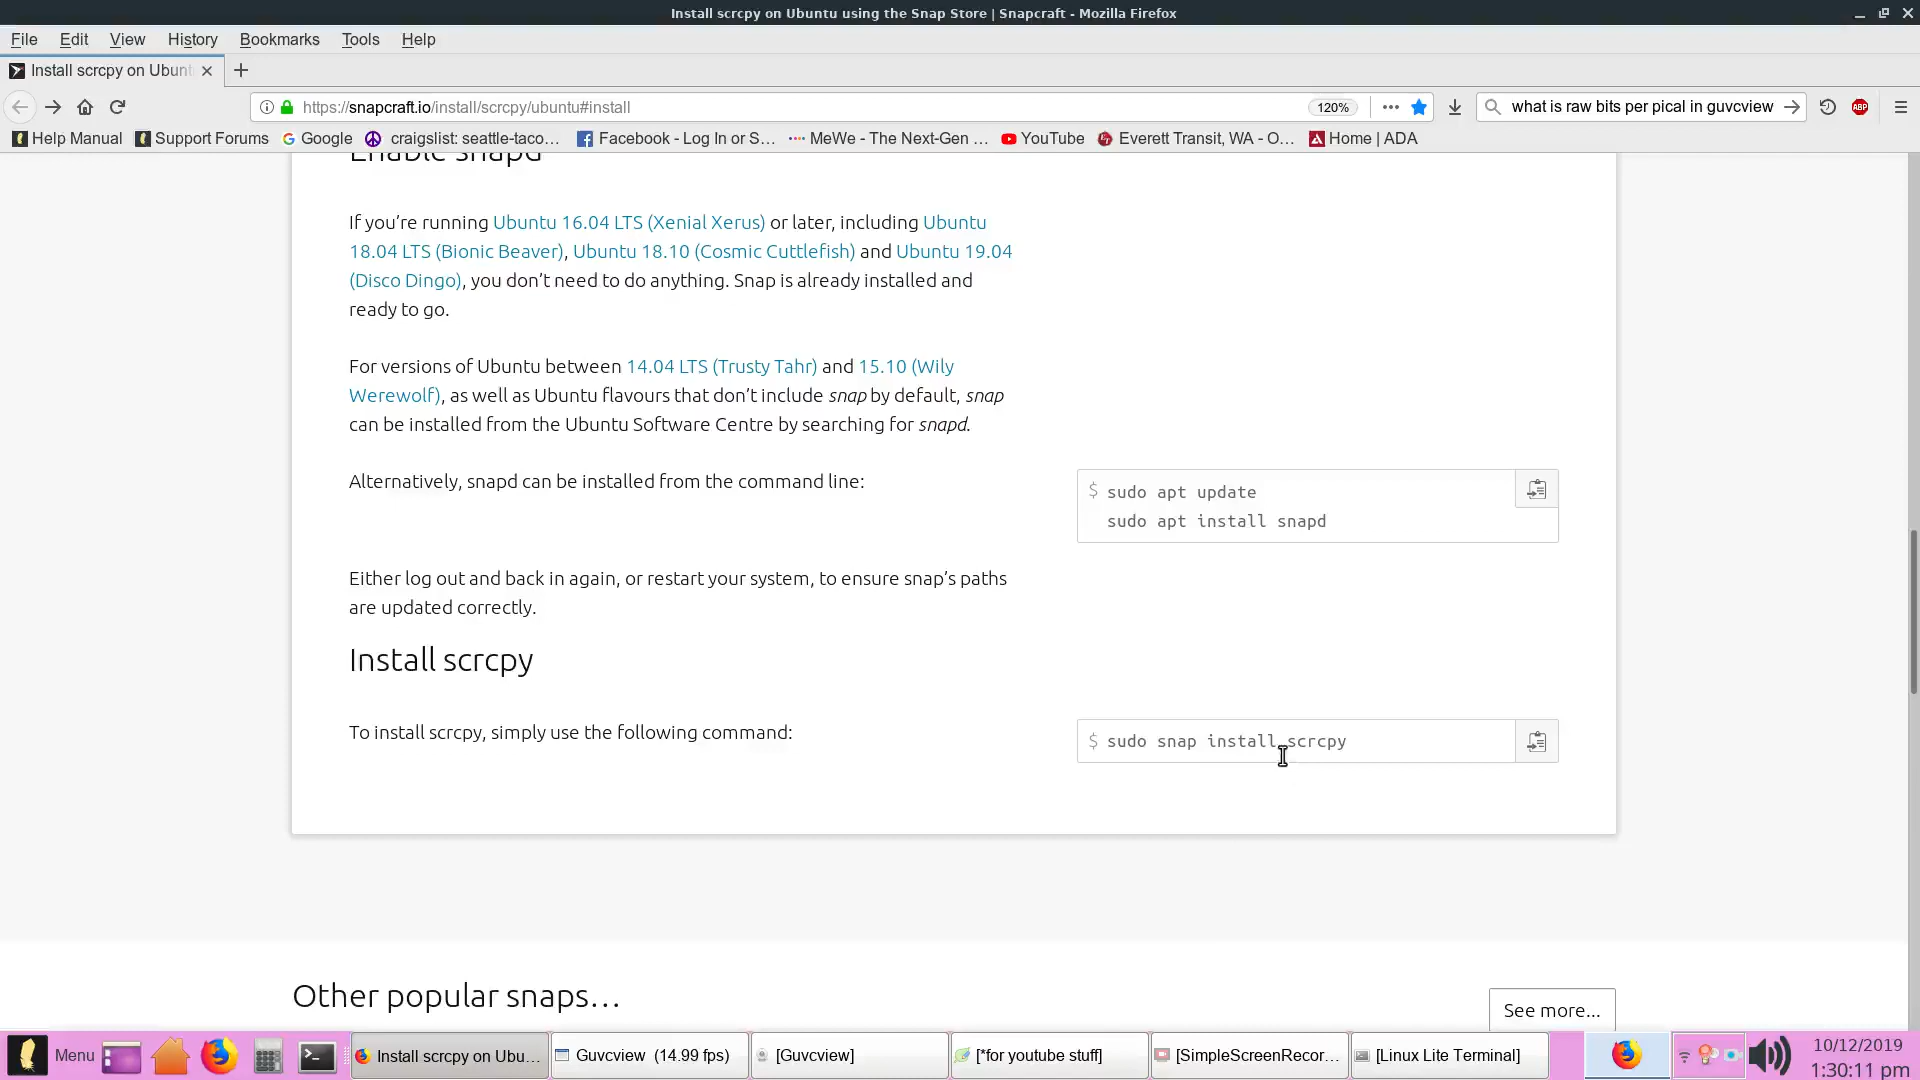 Install scrcpy on Ubuntu using the Snap Store | Snapcraft - Mozilla Firefox
File Edit View History Bookmarks Tools Help
Install scrcpy on Ubunt
https://snapcraft.io/install/scrcpy/ubuntu#install
120%
what is raw bits per pical in guvcview
ABP
Help Manual
Support Forums
Google
craigslist: seattle-taco…
Facebook - Log In or S…
MeWe - The Next-Gen …
YouTube
Everett Transit, WA - O…
Home | ADA
Enable snapd
If you’re running Ubuntu 16.04 LTS (Xenial Xerus) or later, including Ubuntu
18.04 LTS (Bionic Beaver), Ubuntu 18.10 (Cosmic Cuttlefish) and Ubuntu 19.04
(Disco Dingo), you don’t need to do anything. Snap is already installed and
ready to go.
For versions of Ubuntu between 14.04 LTS (Trusty Tahr) and 15.10 (Wily
Werewolf), as well as Ubuntu flavours that don’t include snap by default, snap
can be installed from the Ubuntu Software Centre by searching for snapd.
Alternatively, snapd can be installed from the command line:
$ sudo apt update
sudo apt install snapd
Either log out and back in again, or restart your system, to ensure snap’s paths
are updated correctly.
Install scrcpy
To install scrcpy, simply use the following command:
$ sudo snap install scrcpy
Other popular snaps…
See more...
Menu
Install scrcpy on Ubu...
Guvcview (14.99 fps)
[Guvcview]
[*for youtube stuff]
[SimpleScreenRecor...
[Linux Lite Terminal]
10/12/2019
1:30:11 pm